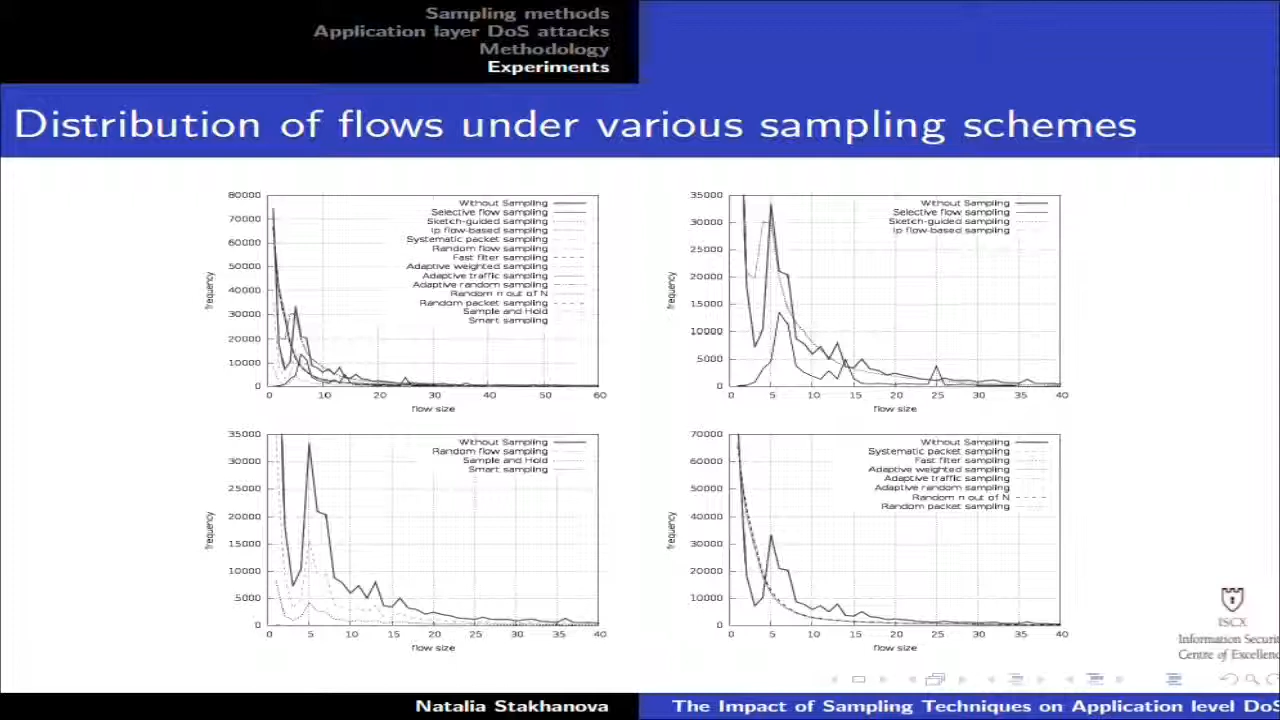 Sampling methods
Application layer DoS attacks
Methodology
Experiments
Distribution of flows under various sampling schemes
80000
70000
60000
50000
40000
30000
20000
10000
0
frequency
Without Sampling
Selective flow sampling
Sketch-guided sampling
Ip flow-based sampling
Systematic packet sampling
Random flow sampling
Fast filter sampling
Adaptive weighted sampling
Adaptive traffic sampling
Adaptive random sampling
Random n out of N
Random packet sampling
Sample and Hold
Smart sampling
0 10 20 30 40 50 60
flow size
35000
30000
25000
20000
15000
10000
5000
0
frequency
Without Sampling
Selective flow sampling
Sketch-guided sampling
Ip flow-based sampling
0 5 10 15 20 25 30 35 40
flow size
35000
30000
25000
20000
15000
10000
5000
0
frequency
Without Sampling
Random flow sampling
Sample and Hold
Smart sampling
0 5 10 15 20 25 30 35 40
flow size
70000
60000
50000
40000
30000
20000
10000
0
frequency
Without Sampling
Systematic packet sampling
Fast filter sampling
Adaptive weighted sampling
Adaptive traffic sampling
Adaptive random sampling
Random n out of N
Random packet sampling
0 5 10 15 20 25 30 35 40
flow size
ISCX
Information Securit
Centre of Excellenc
Natalia Stakhanova
The Impact of Sampling Techniques on Application level DoS